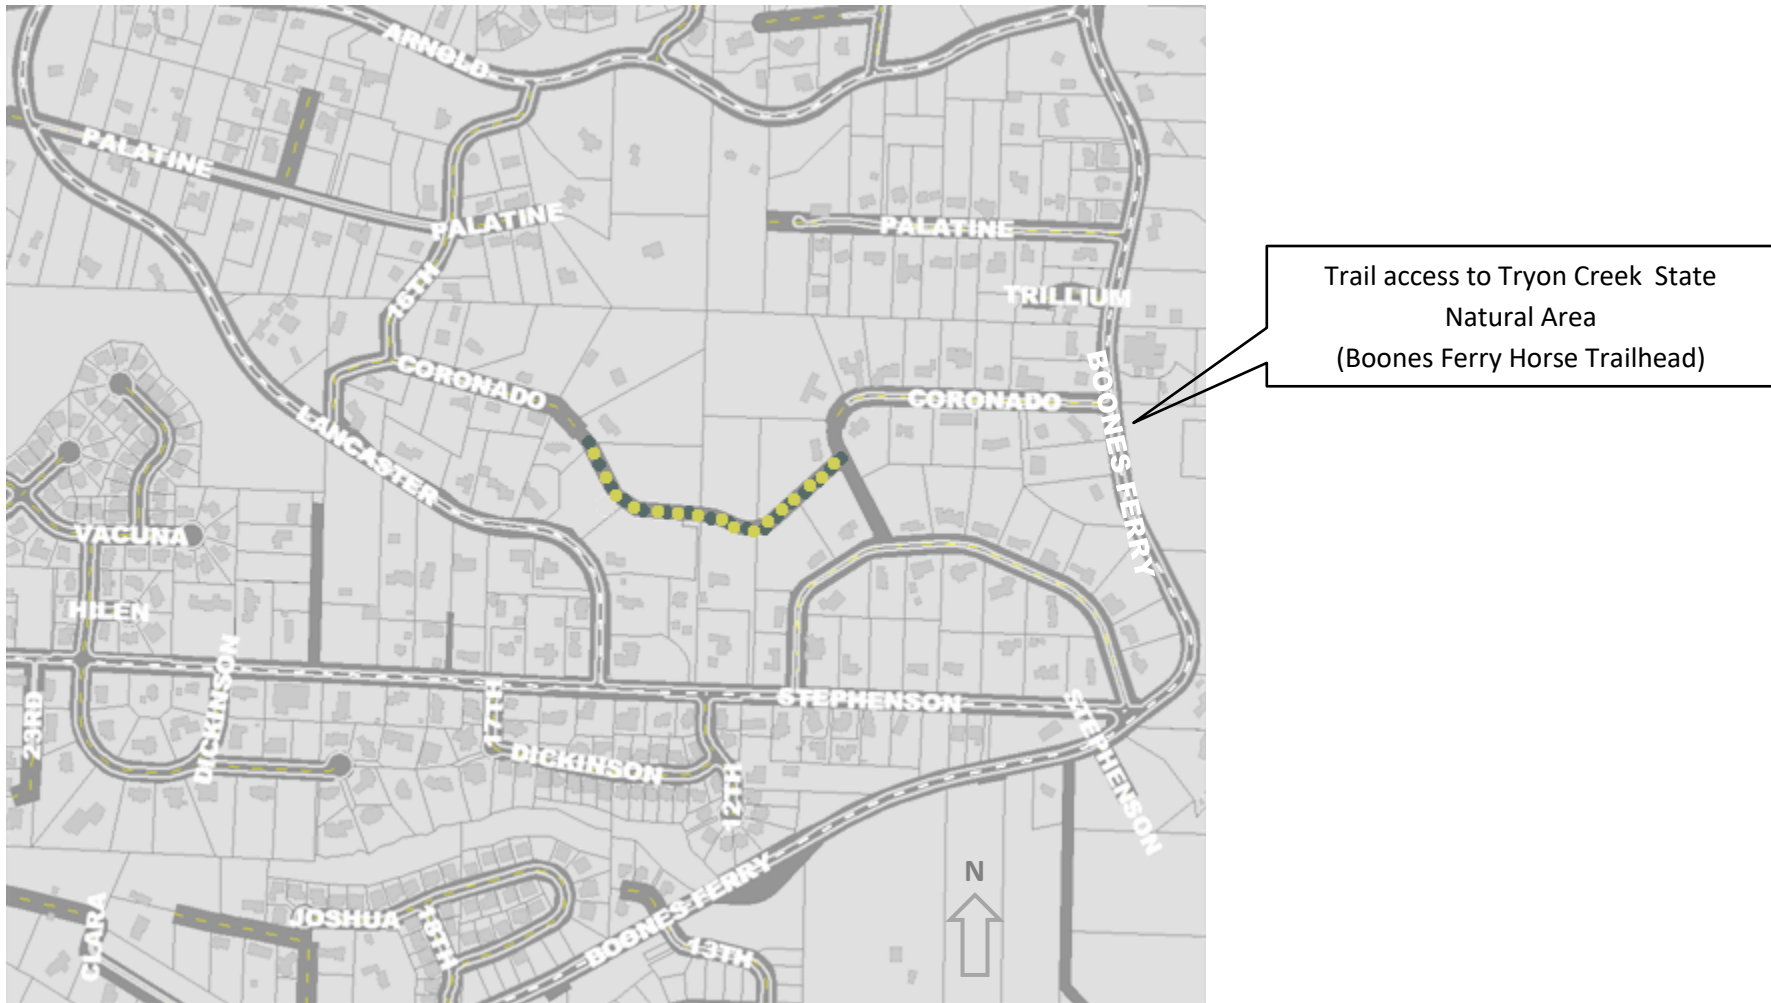 ARNOLD
PALATINE
PALATINE
PALATINE
16TH
TRILLIUM
Trail access to Tryon Creek State
Natural Area
(Boones Ferry Horse Trailhead)
CORONADO
CORONADO
BOONES FERRY
LANCASTER
VACUNA
HILEN
DICKINSON
23RD
17TH
STEPHENSON
STEPHENSON
DICKINSON
12TH
N
BOONES FERRY
JOSHUA
18TH
CLARA
13TH